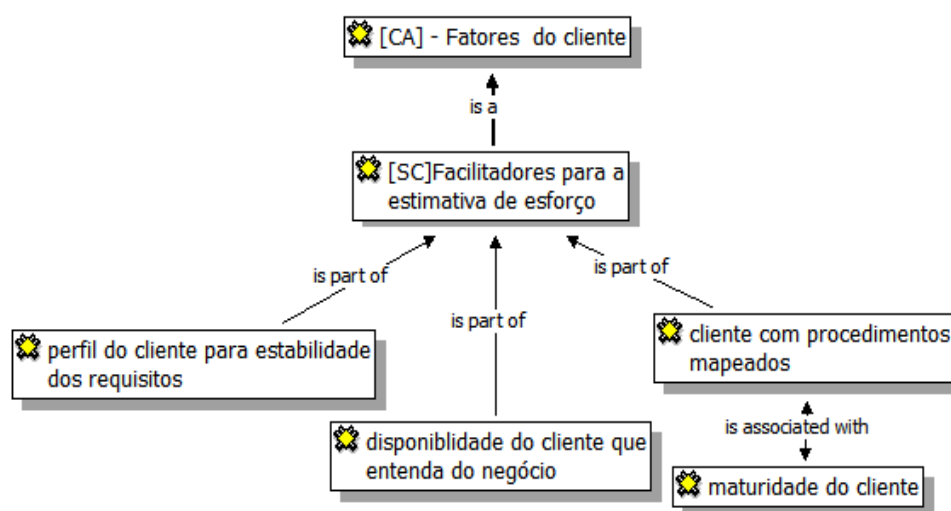 [CA] - Fatores do cliente
is a
[SC]Facilitadores para a
estimativa de esforço
is part of
is part of
is part of
perfil do cliente para estabilidade
dos requisitos
cliente com procedimentos
mapeados
is associated with
disponiblidade do cliente que
entenda do negócio
maturidade do cliente